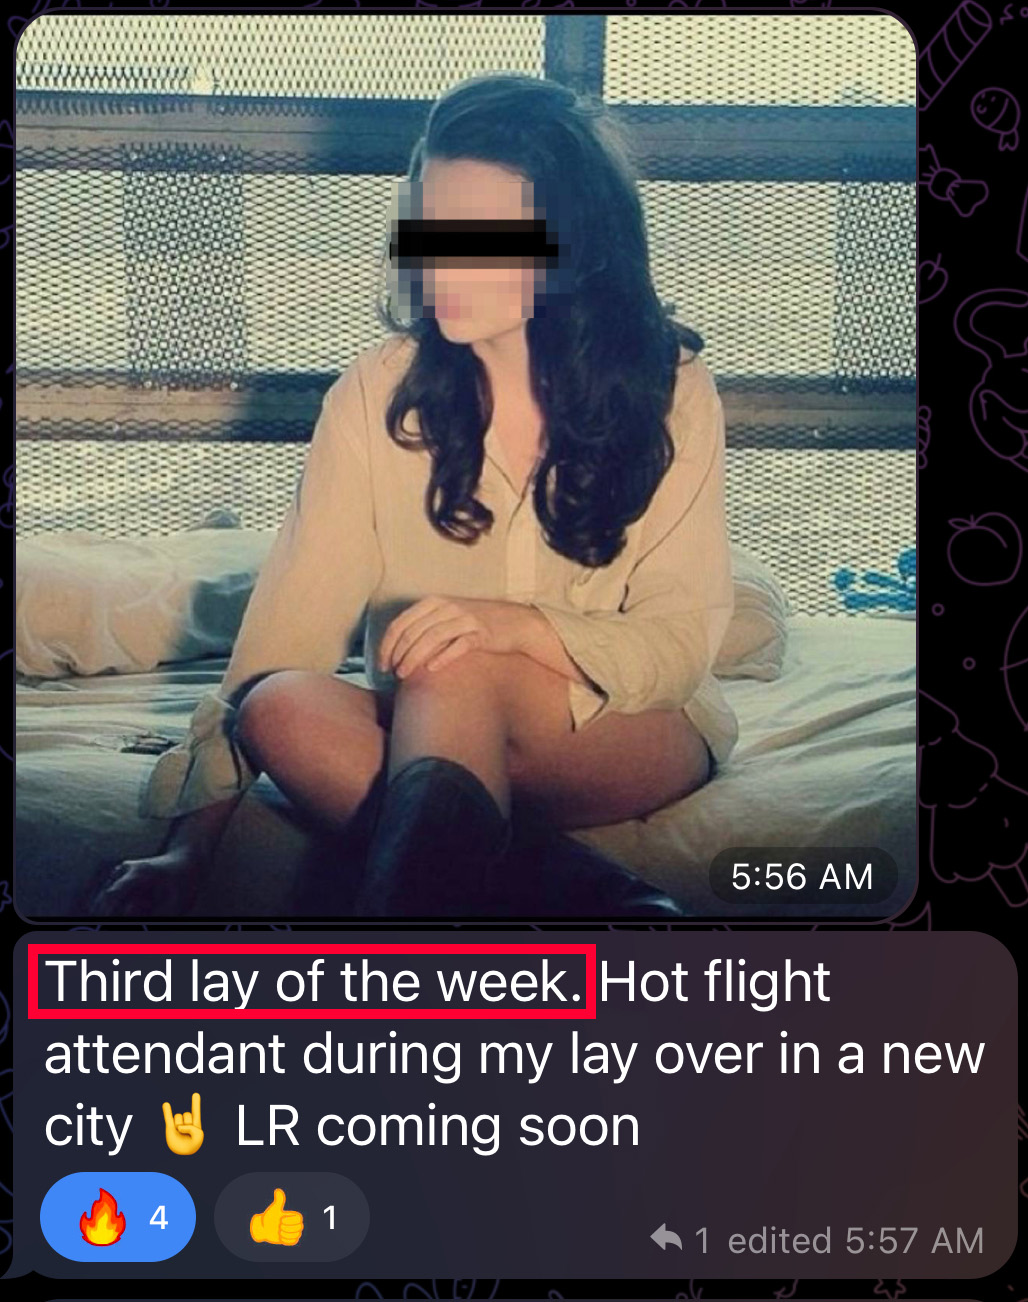 5:56 AM
Third lay of the week. Hot flight
attendant during my lay over in a new
city 🤘 LR coming soon
🔥 4 👍 1
1 edited 5:57 AM